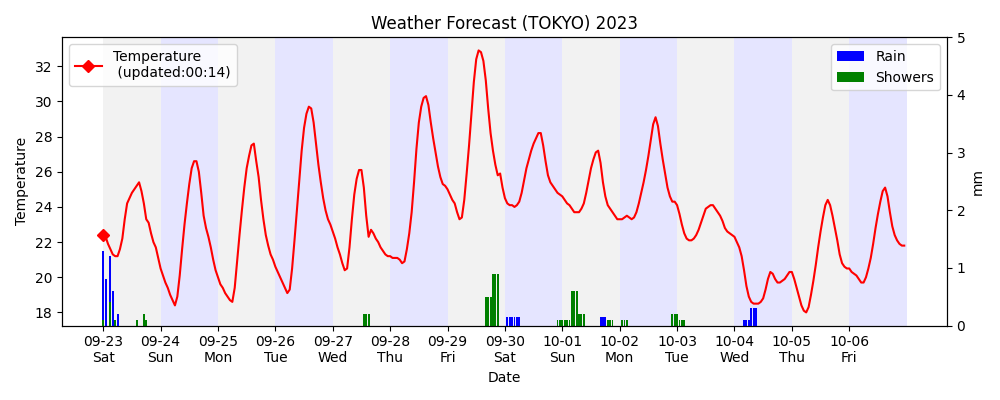 Weather Forecast (TOKYO) 2023
Temperature
(updated:00:14)
Rain
Showers
Temperature
32
30
28
26
24
22
20
18
5
4
3
2
1
0
mm
09-23 09-24 09-25 09-26 09-27 09-28 09-29 09-30 10-01 10-02 10-03 10-04 10-05 10-06
Sat Sun Mon Tue Wed Thu Fri Sat Sun Mon Tue Wed Thu Fri
Date